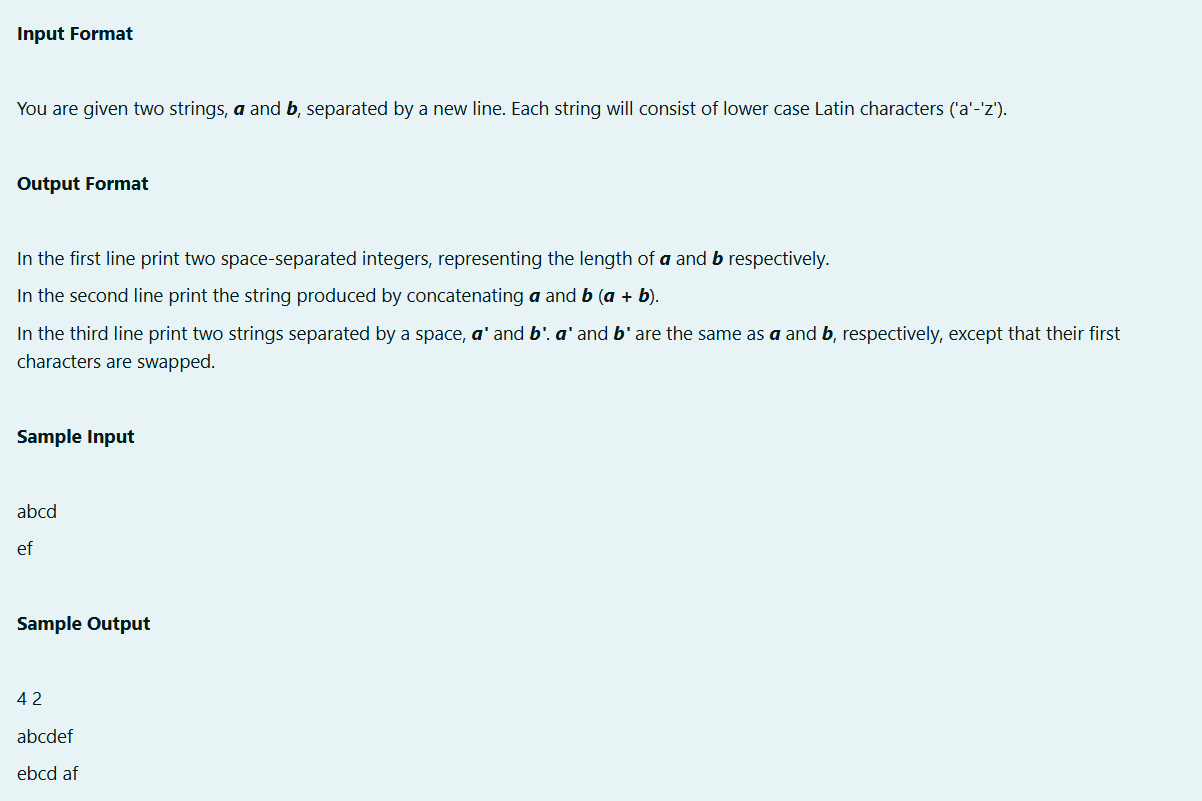 Input Format
You are given two strings, a and b, separated by a new line. Each string will consist of lower case Latin characters ('a'-'z').
Output Format
In the first line print two space-separated integers, representing the length of a and b respectively.
In the second line print the string produced by concatenating a and b (a + b).
In the third line print two strings separated by a space, a' and b'. a' and b' are the same as a and b, respectively, except that their first
characters are swapped.
Sample Input
abcd
ef
Sample Output
4 2
abcdef
ebcd af